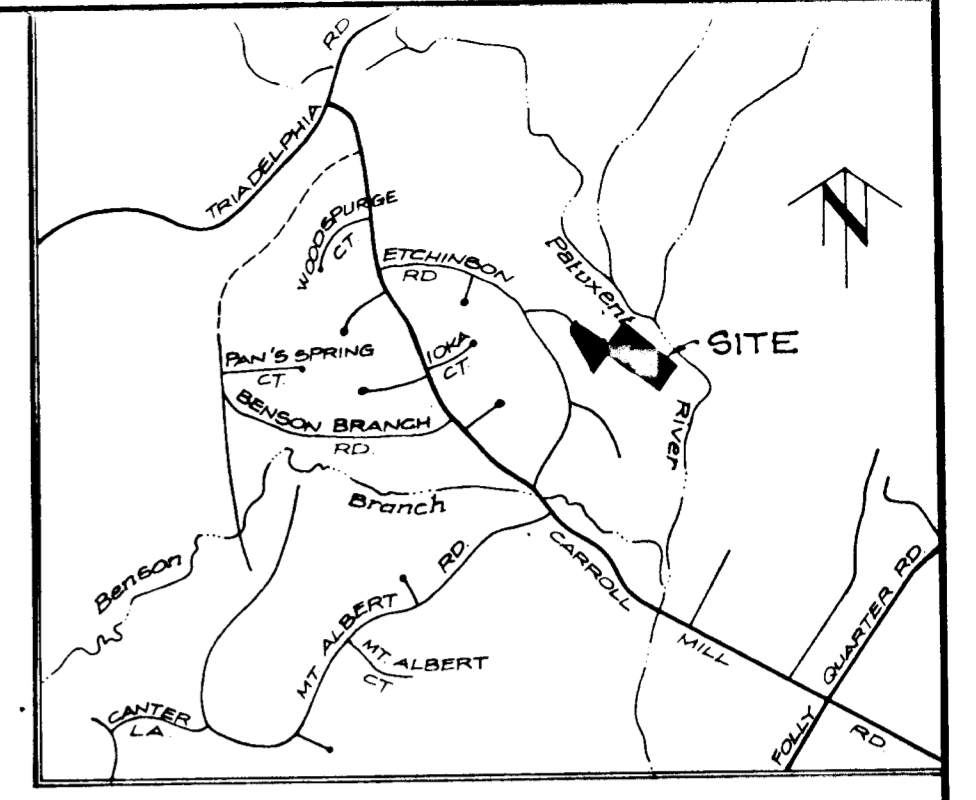 TRIADELPHIA RD
WOODSPURGE
CT
ETCHINSON
RD
Patuxent
River
SITE
IOKA
CT.
PAN'S SPRING
CT.
BENSON BRANCH
RD.
Benson
Branch
CARROLL
MILL
RD.
MT. ALBERT RD.
MT. ALBERT
CT
CANTER
LA.
FOLLY
QUARTER RD.
N